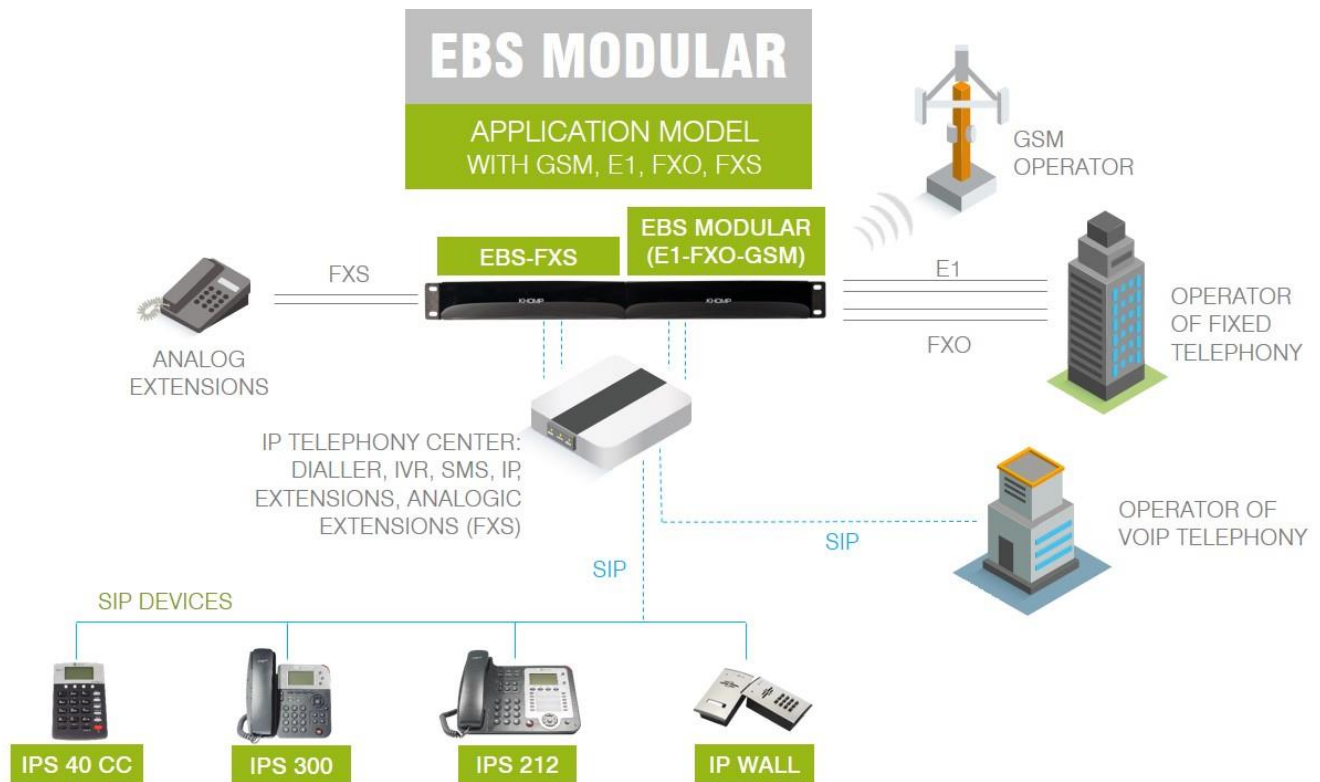 EBS MODULAR
APPLICATION MODEL
WITH GSM, E1, FXO, FXS
GSM
OPERATOR
EBS-FXS
EBS MODULAR
(E1-FXO-GSM)
FXS
KHOMP
KHOMP
E1
FXO
OPERATOR
OF FIXED
TELEPHONY
ANALOG
EXTENSIONS
IP TELEPHONY CENTER:
DIALLER, IVR, SMS, IP,
EXTENSIONS, ANALOGIC
EXTENSIONS (FXS)
OPERATOR OF
VOIP TELEPHONY
SIP
SIP
SIP DEVICES
IPS 40 CC
IPS 300
IPS 212
IP WALL